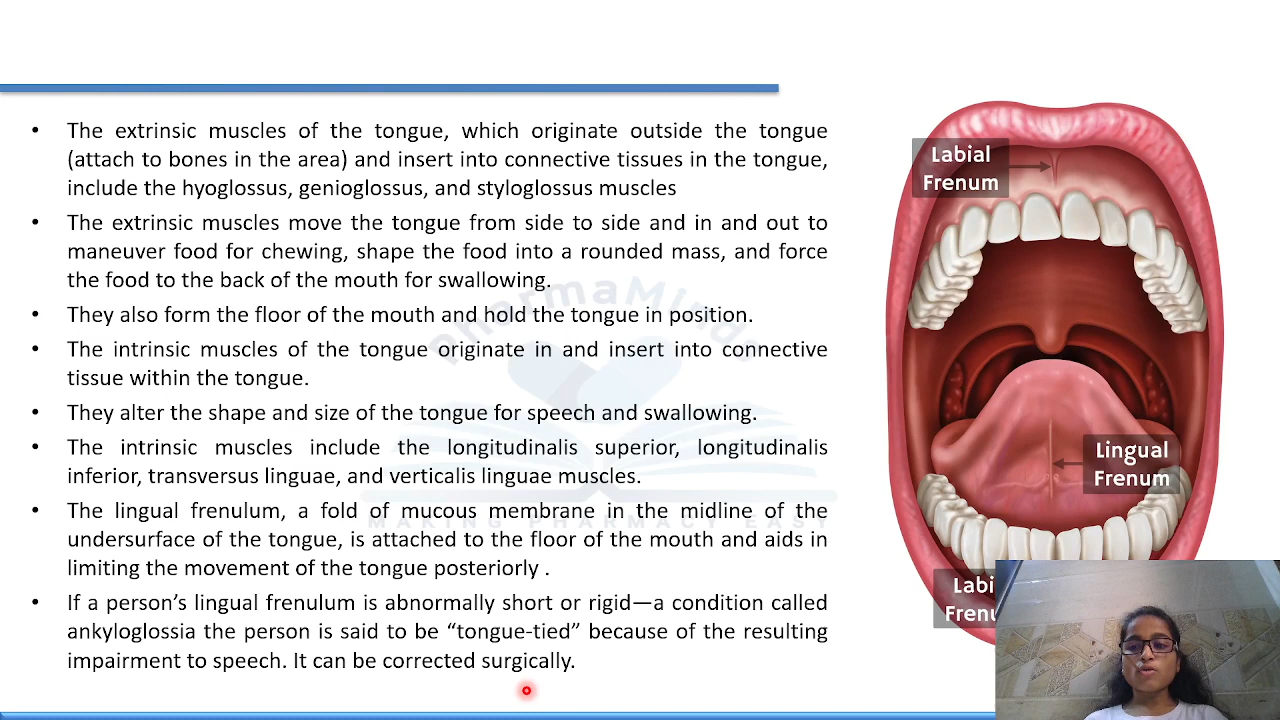 • The extrinsic muscles of the tongue, which originate outside the tongue
(attach to bones in the area) and insert into connective tissues in the tongue,
include the hyoglossus, genioglossus, and styloglossus muscles
• The extrinsic muscles move the tongue from side to side and in and out to
maneuver food for chewing, shape the food into a rounded mass, and force
the food to the back of the mouth for swallowing.
• They also form the floor of the mouth and hold the tongue in position.
• The intrinsic muscles of the tongue originate in and insert into connective
tissue within the tongue.
• They alter the shape and size of the tongue for speech and swallowing.
• The intrinsic muscles include the longitudinalis superior, longitudinalis
inferior, transversus linguae, and verticalis linguae muscles.
• The lingual frenulum, a fold of mucous membrane in the midline of the
undersurface of the tongue, is attached to the floor of the mouth and aids in
limiting the movement of the tongue posteriorly .
• If a person’s lingual frenulum is abnormally short or rigid—a condition called
ankyloglossia the person is said to be “tongue-tied” because of the resulting
impairment to speech. It can be corrected surgically.
PharmaMinds
MAKING PHARMACY EASY
Labial
Frenum
Lingual
Frenum
Labi
Frenu